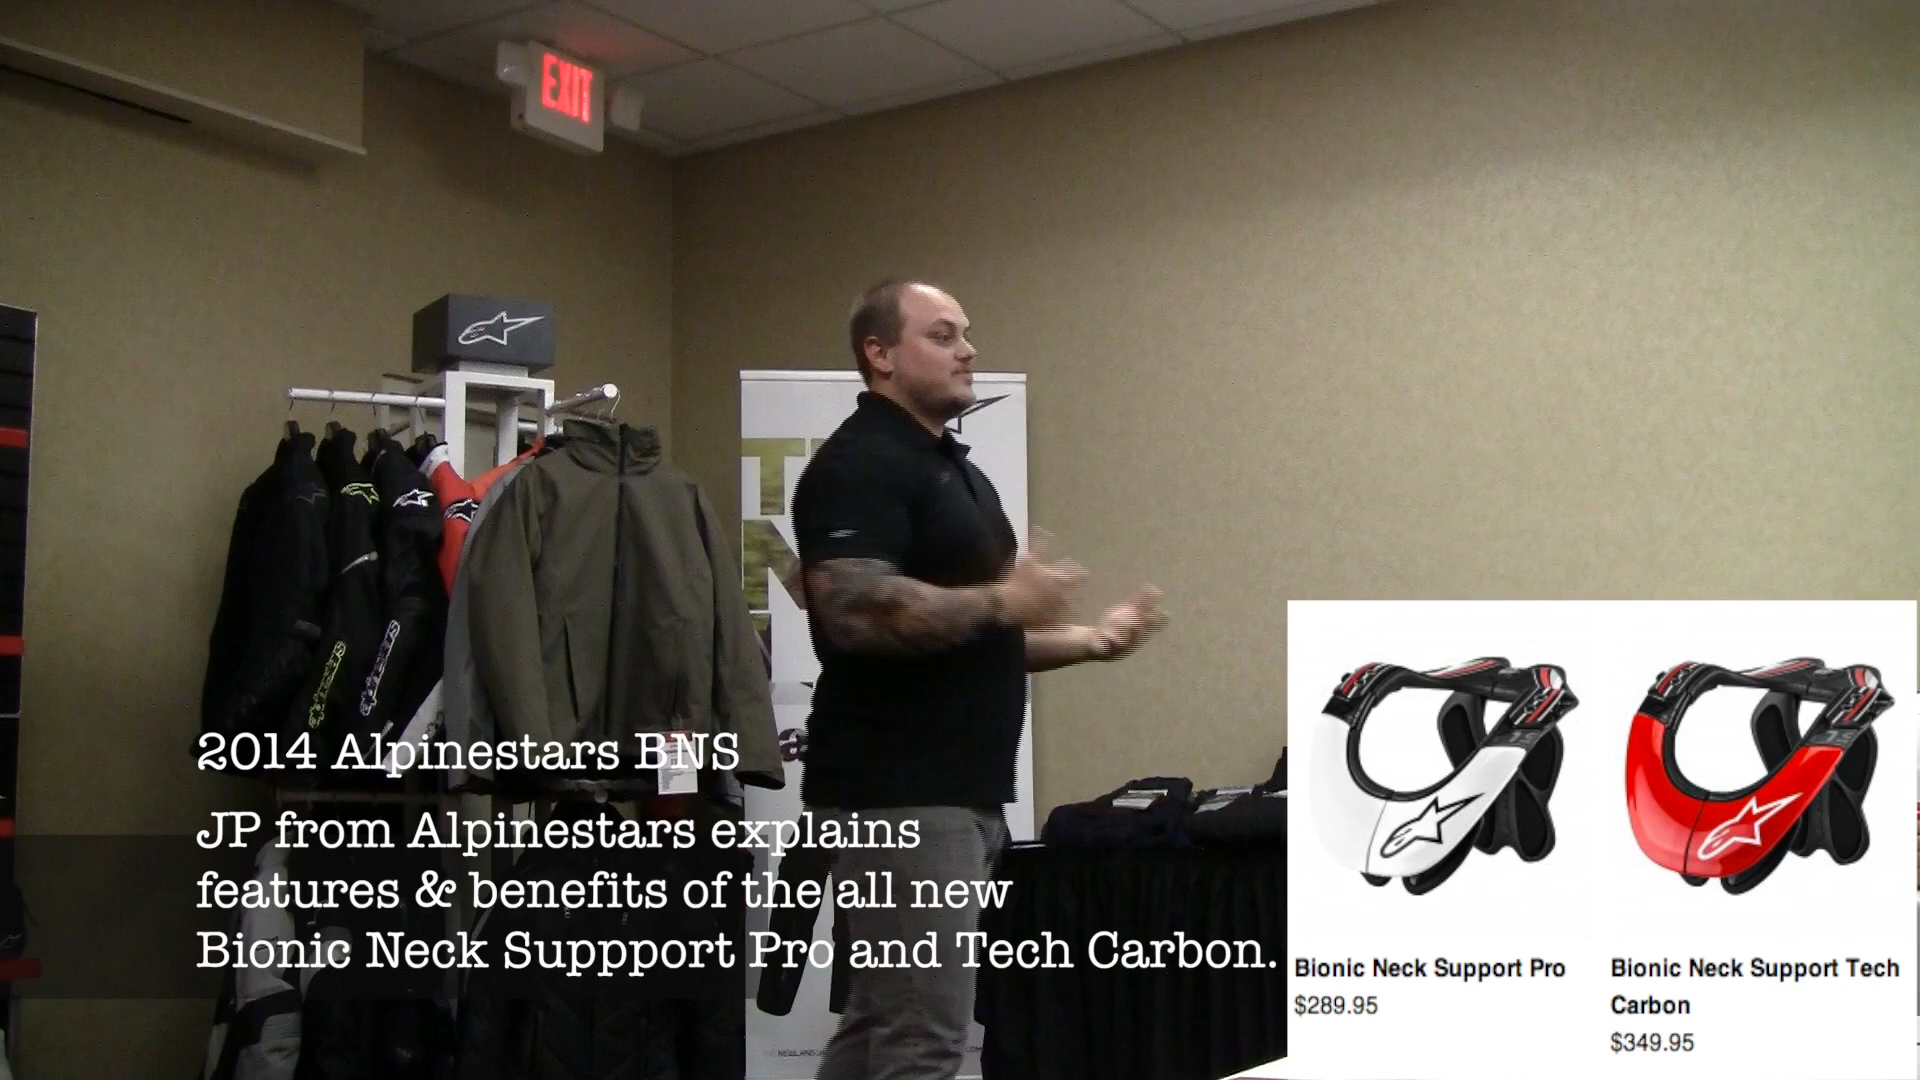 EXIT
2014 Alpinestars BNS
JP from Alpinestars explains
features & benefits of the all new
Bionic Neck Suppport Pro and Tech Carbon.
Bionic Neck Support Pro
$289.95
Bionic Neck Support Tech
Carbon
$349.95